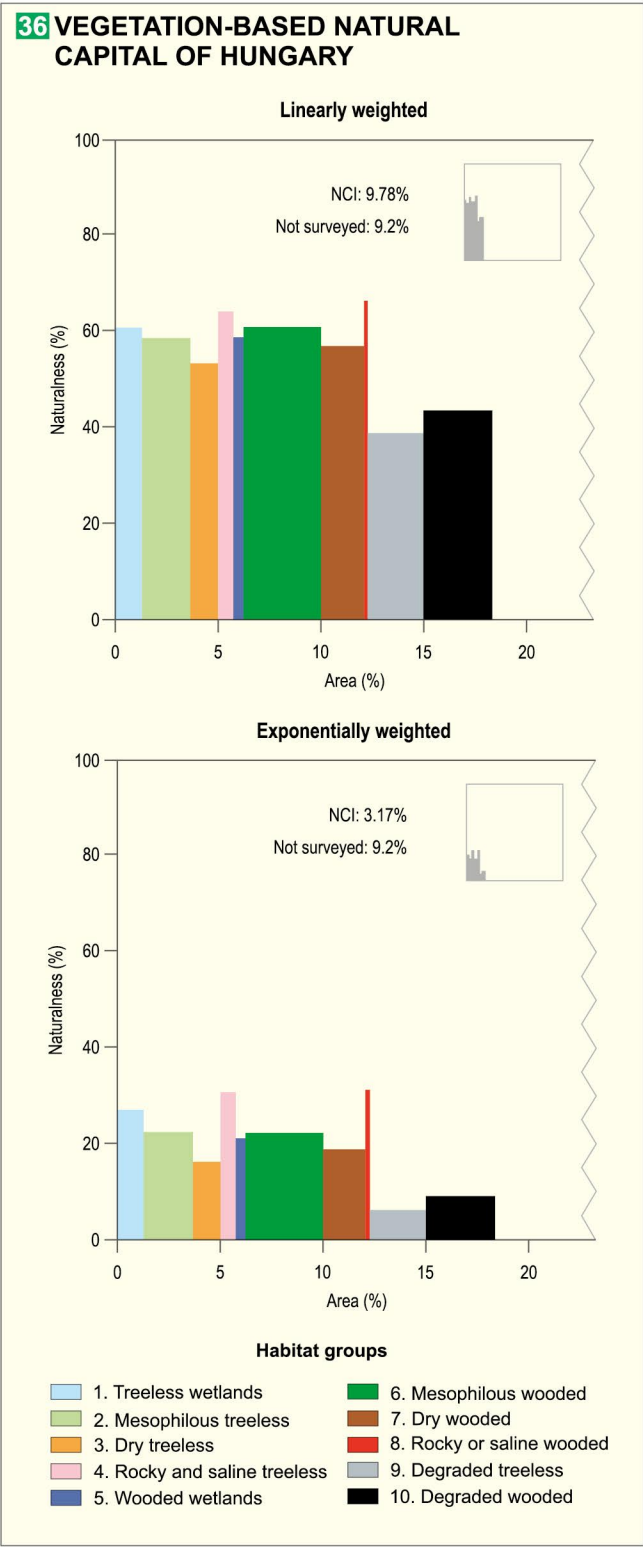 36 VEGETATION-BASED NATURAL
CAPITAL OF HUNGARY
Linearly weighted
100
80
60
40
20
0
Naturalness (%)
NCI: 9.78%
Not surveyed: 9.2%
0 5 10 15 20
Area (%)
Exponentially weighted
100
80
60
40
20
0
Naturalness (%)
NCI: 3.17%
Not surveyed: 9.2%
0 5 10 15 20
Area (%)
Habitat groups
1. Treeless wetlands
2. Mesophilous treeless
3. Dry treeless
4. Rocky and saline treeless
5. Wooded wetlands
6. Mesophilous wooded
7. Dry wooded
8. Rocky or saline wooded
9. Degraded treeless
10. Degraded wooded